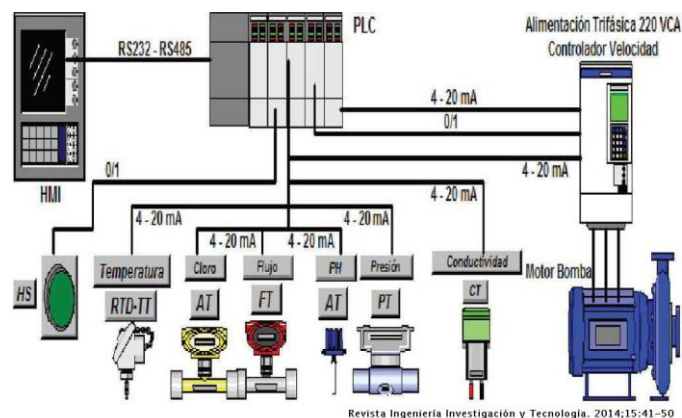 PLC
Alimentación Trifásica 220 VCA
Controlador Velocidad
RS232 - RS485
4 - 20 mA
0/1
4 - 20 mA
HMI
0/1
4 - 20 mA
4 - 20 mA
4 - 20 mA
4 - 20 mA
4 - 20 mA
Temperatura
Cloro
Flujo
PH
Presión
Conductividad
Motor Bomba
HS
RTD-TT
AT
FT
AT
PT
CT
Revista Ingeniería Investigación y Tecnología. 2014;15:41-50